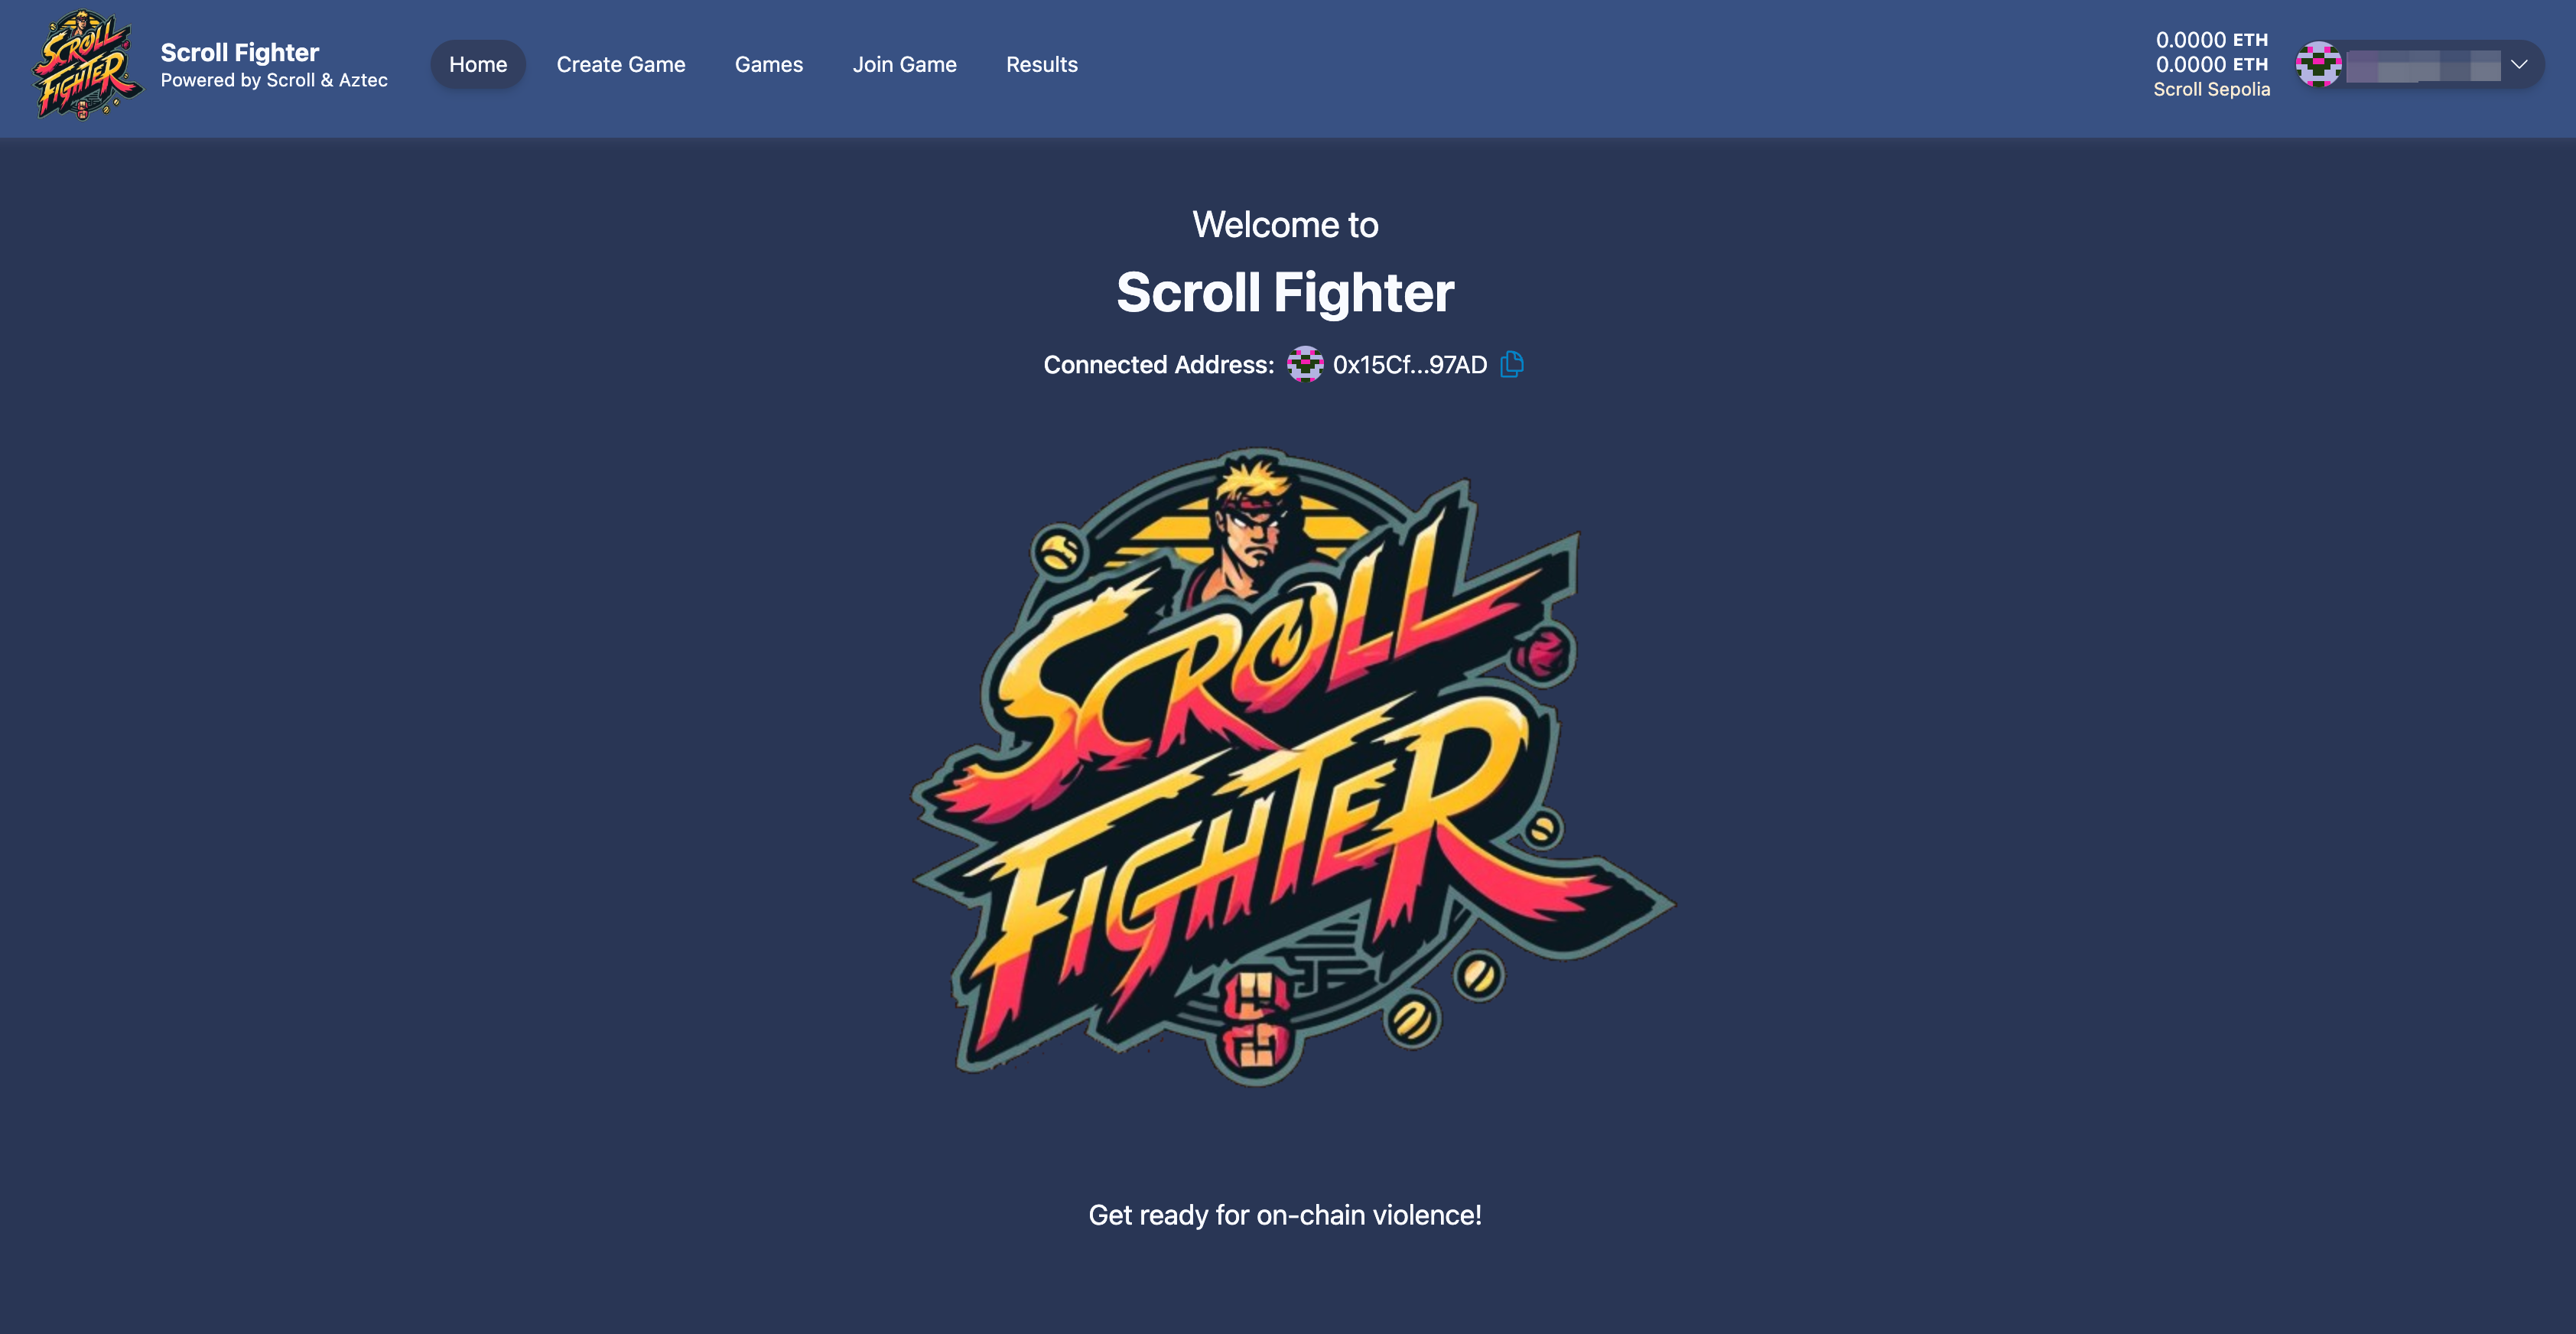 SCROLL
FIGHTER
Scroll Fighter
Powered by Scroll & Aztec
Home
Create Game
Games
Join Game
Results
0.0000 ETH
0.0000 ETH
Scroll Sepolia
Welcome to
Scroll Fighter
Connected Address: 0x15Cf...97AD
SCROLL
FIGHTER
Get ready for on-chain violence!